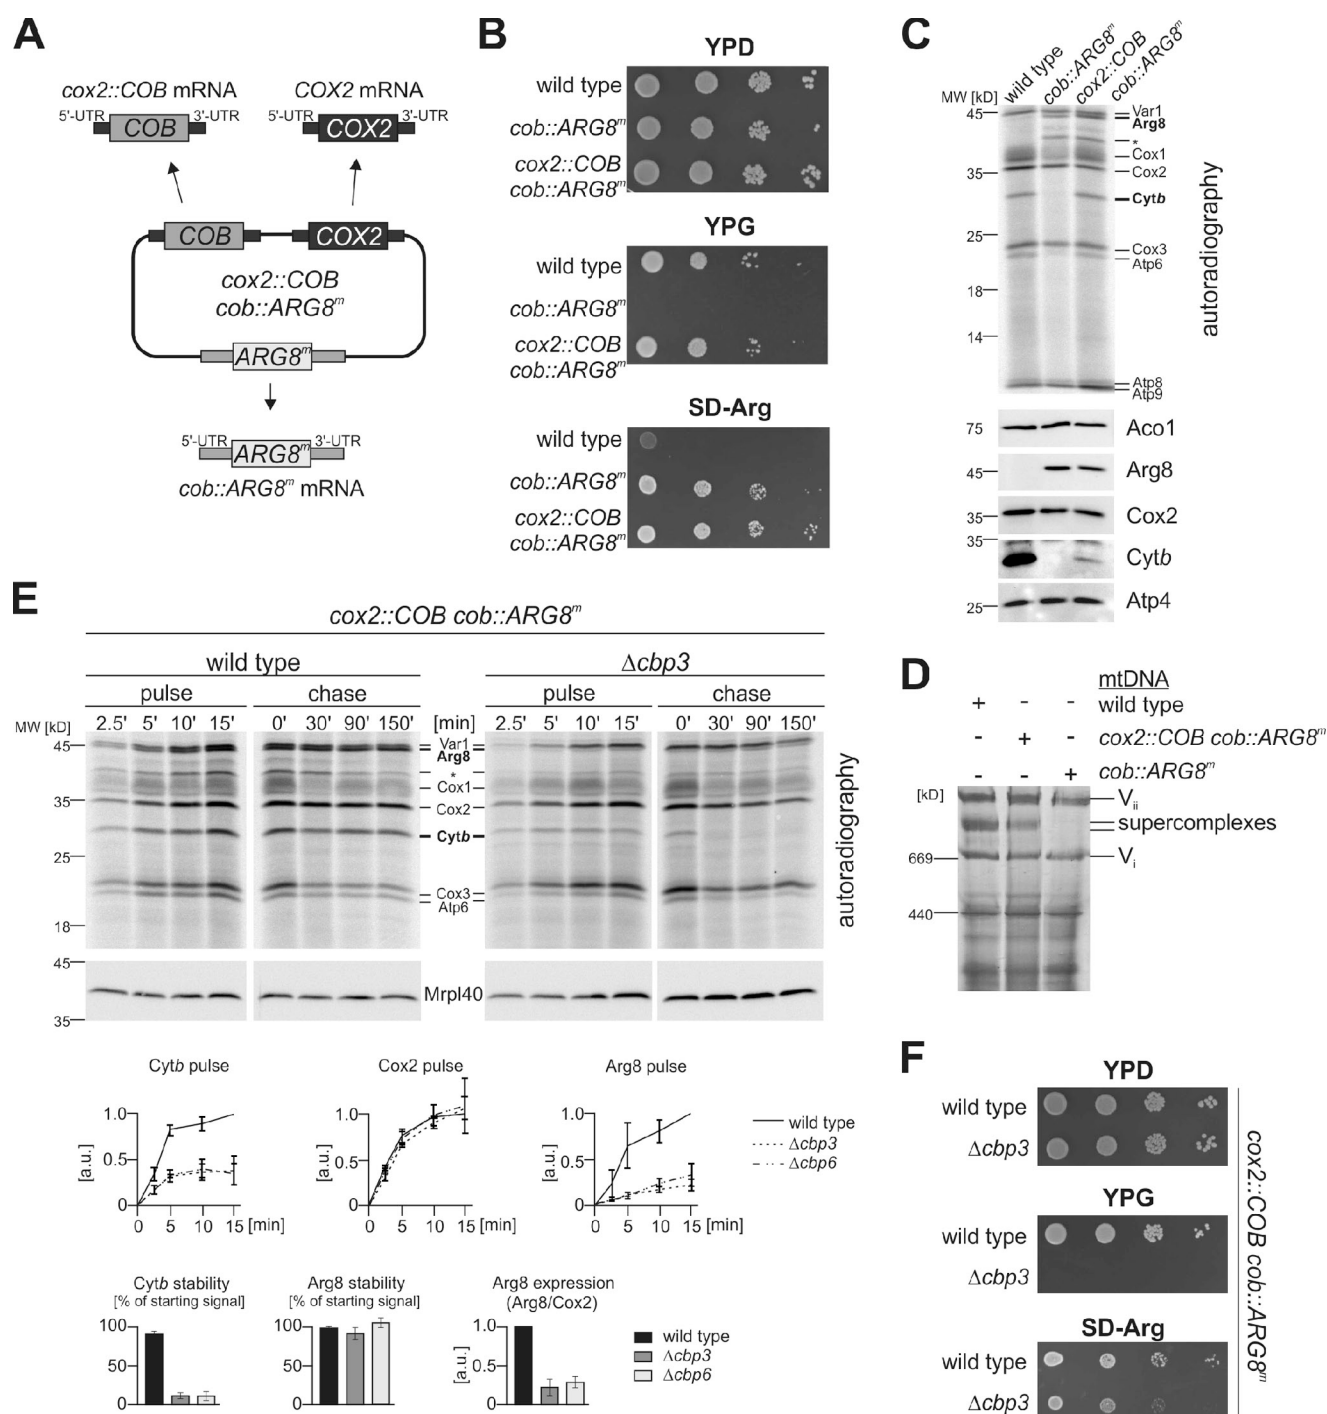 A
cox2::COB mRNA
5'-UTR 3'-UTR
COB
COX2 mRNA
5'-UTR 3'-UTR
COX2
COB
COX2
cox2::COB
cob::ARG8m
ARG8m
5'-UTR 3'-UTR
ARG8m
cob::ARG8m mRNA
B
YPD
wild type
cob::ARG8m
cox2::COB
cob::ARG8m
YPG
wild type
cob::ARG8m
cox2::COB
cob::ARG8m
SD-Arg
wild type
cob::ARG8m
cox2::COB
cob::ARG8m
C
wild type
cob::ARG8m
cox2::COB
cob::ARG8m
MW [kD]
45
35
25
18
14
Var1
Arg8
*
Cox1
Cox2
Cytb
Cox3
Atp6
Atp8
Atp9
autoradiography
75 Aco1
45 Arg8
35 Cox2
35 Cytb
25 Atp4
D
mtDNA
+ - - wild type
- + - cox2::COB cob::ARG8m
- - + cob::ARG8m
[kD]
669
440
Vii
supercomplexes
Vi
E
cox2::COB cob::ARG8m
wild type Δcbp3
pulse chase pulse chase
MW [kD] 2.5' 5' 10' 15' 0' 30' 90' 150' [min] 2.5' 5' 10' 15' 0' 30' 90' 150'
45
35
25
18
Var1
Arg8
*
Cox1
Cox2
Cytb
Cox3
Atp6
autoradiography
45
35
Mrpl40
Cytb pulse
[a.u.]
1.0
0.5
0
0 5 10 15 [min]
Cox2 pulse
[a.u.]
1.0
0.5
0
0 5 10 15 [min]
Arg8 pulse
[a.u.]
1.0
0.5
0
0 5 10 15 [min]
wild type
Δcbp3
Δcbp6
Cytb stability
[% of starting signal]
100
50
0
Arg8 stability
[% of starting signal]
100
50
0
Arg8 expression
(Arg8/Cox2)
[a.u.]
1.0
0.5
0
wild type
Δcbp3
Δcbp6
F
YPD
wild type
Δcbp3
YPG
wild type
Δcbp3
SD-Arg
wild type
Δcbp3
cox2::COB cob::ARG8m